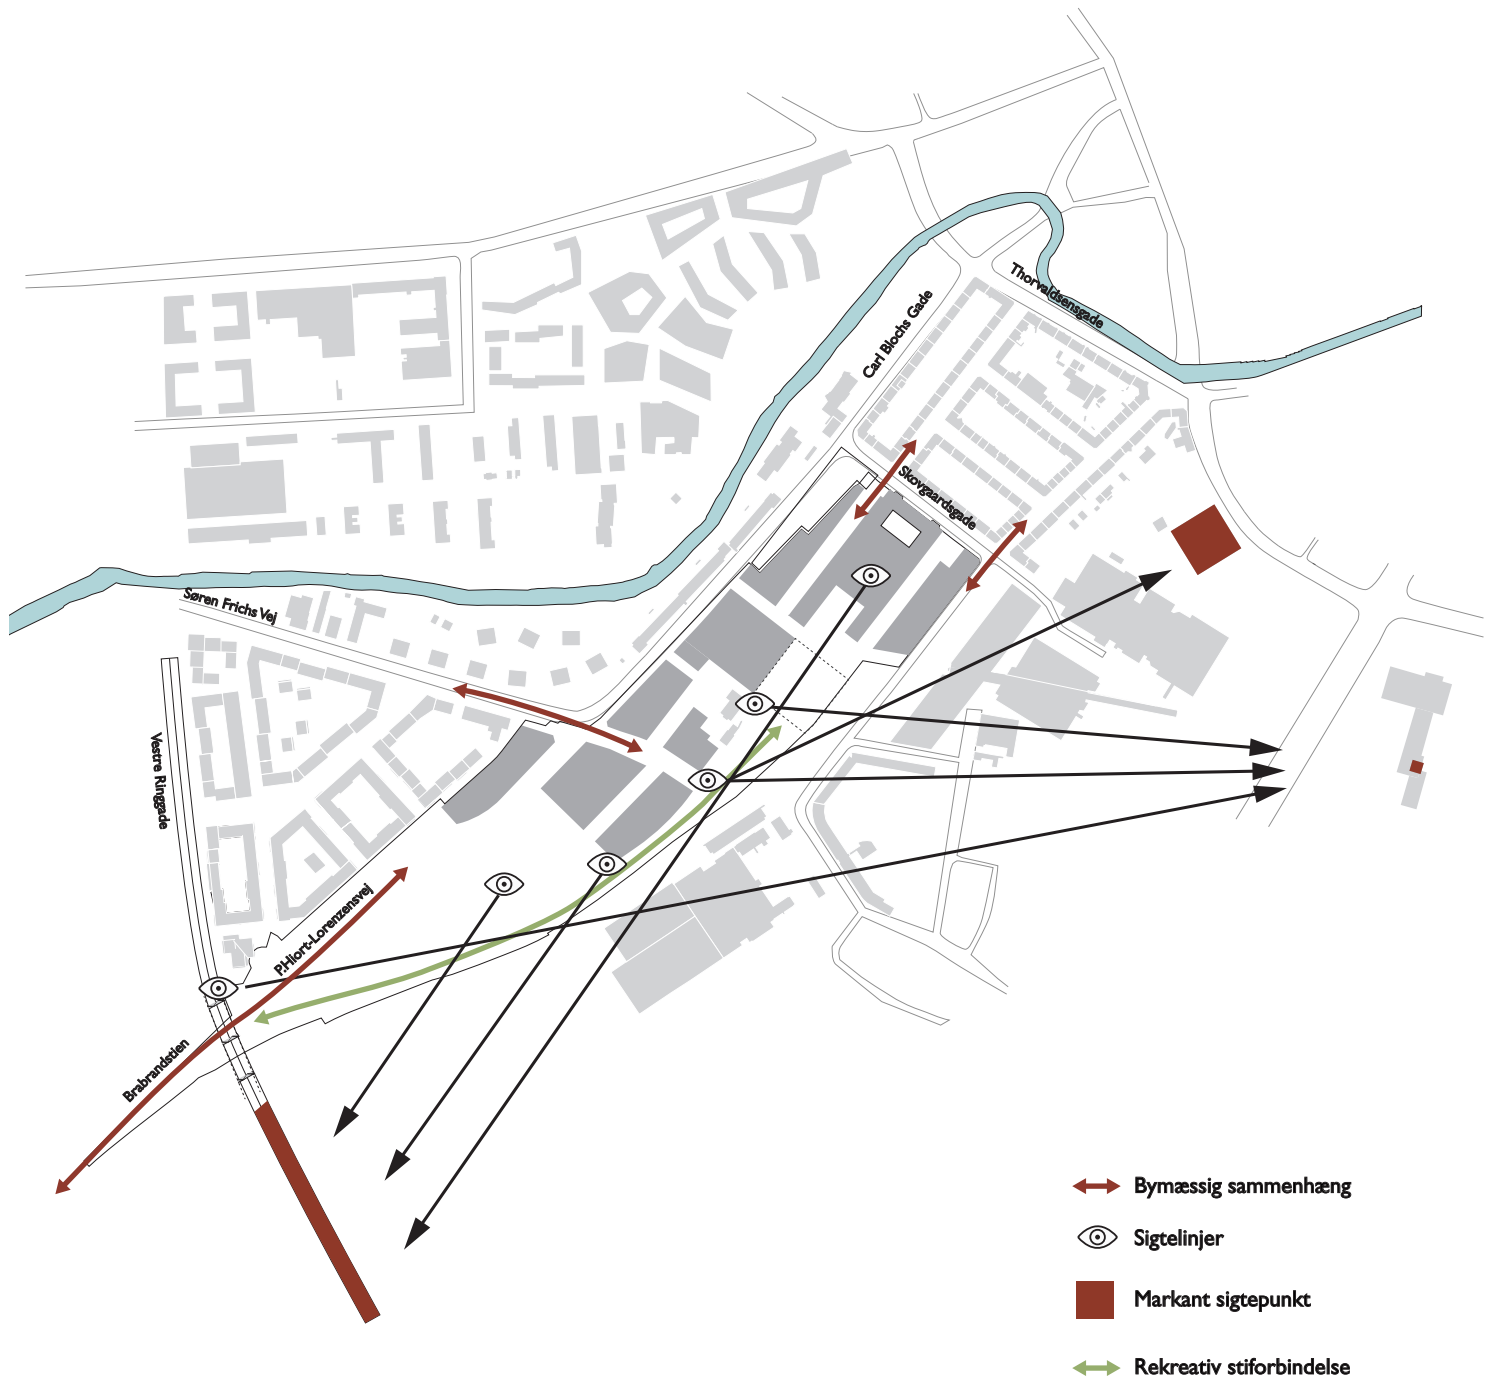 Thorvaldsensgade
Carl Blochs Gade
Skovgaardsgade
Søren Frichs Vej
Vestre Ringgade
P.Hiort-Lorenzensvej
Brabrandstien
Bymæssig sammenhæng
Sigtelinjer
Markant sigtepunkt
Rekreativ stiforbindelse